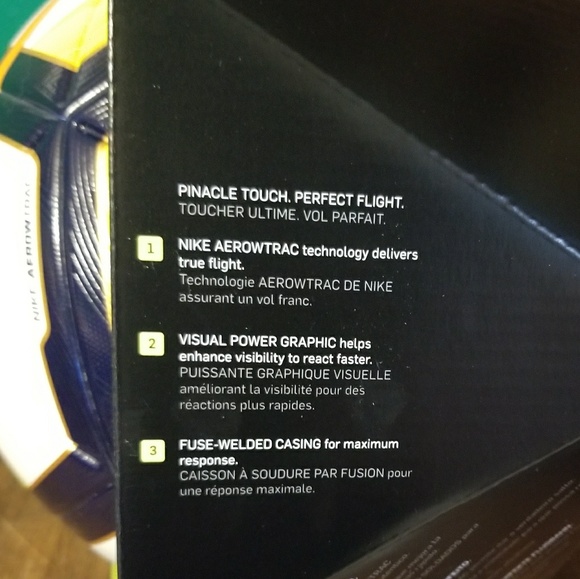 PINACLE TOUCH. PERFECT FLIGHT.
TOUCHER ULTIME. VOL PARFAIT.
1 NIKE AEROWTRAC technology delivers
true flight.
Technologie AEROWTRAC DE NIKE
assurant un vol franc.
2 VISUAL POWER GRAPHIC helps
enhance visibility to react faster.
PUISSANTE GRAPHIQUE VISUELLE
améliorant la visibilité pour des
réactions plus rapides.
3 FUSE-WELDED CASING for maximum
response.
CAISSON À SOUDURE PAR FUSION pour
une réponse maximale.
NIKE AEROWTRAC